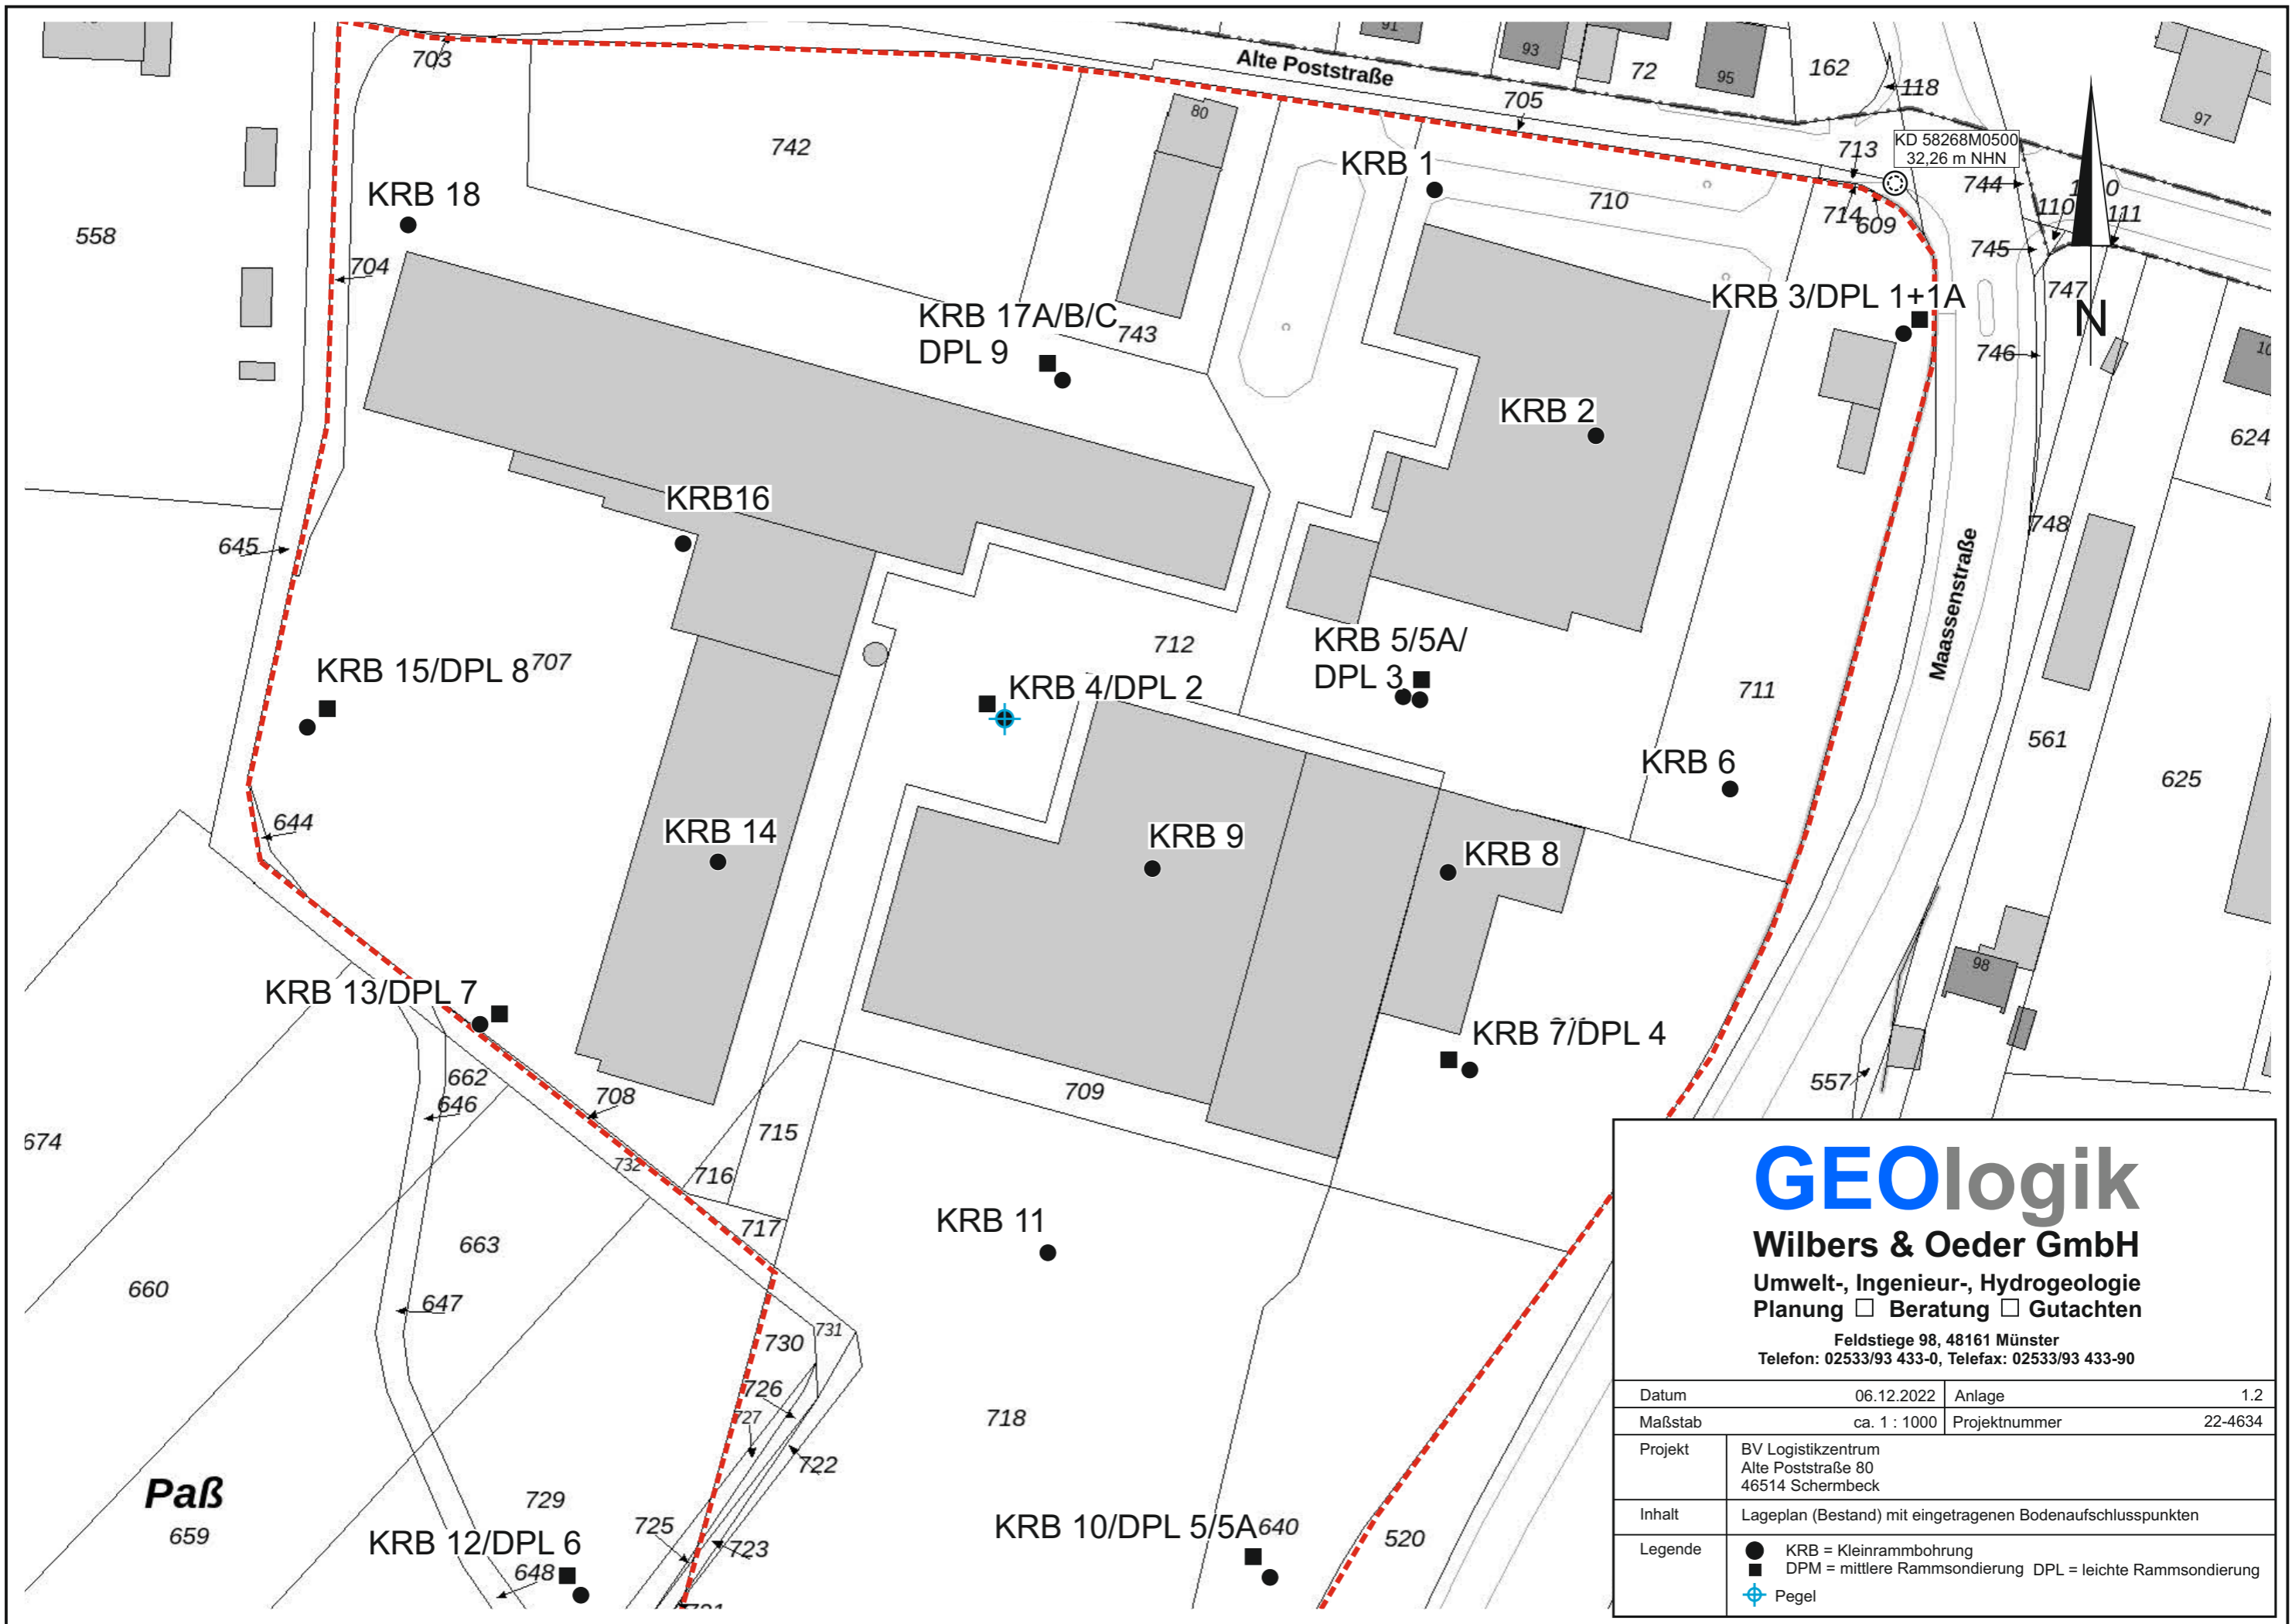 91
93
95
97
80
98
Alte Poststraße
Maassenstraße
703
742
72
162
118
705
713
KD 58268M0500
32,26 m NHN
744
110
111
745
747
746
N
KRB 18
558
704
KRB 1
710
714
609
KRB 3/DPL 1+1A
KRB 17A/B/C
DPL 9
743
KRB 2
624
KRB16
645
748
712
KRB 5/5A/
DPL 3
KRB 15/DPL 8
707
KRB 4/DPL 2
711
561
KRB 6
625
644
KRB 14
KRB 9
KRB 8
KRB 13/DPL 7
KRB 7/DPL 4
662
646
708
709
557
674
715
732
716
717
KRB 11
663
660
647
730
731
726
727
718
722
Paß
659
729
725
723
KRB 10/DPL 5/5A
640
520
KRB 12/DPL 6
648
GEOlogik
Wilbers & Oeder GmbH
Umwelt-, Ingenieur-, Hydrogeologie
Planung □ Beratung □ Gutachten
Feldstiege 98, 48161 Münster
Telefon: 02533/93 433-0, Telefax: 02533/93 433-90
Datum 06.12.2022 Anlage 1.2
Maßstab ca. 1 : 1000 Projektnummer 22-4634
Projekt BV Logistikzentrum
Alte Poststraße 80
46514 Schermbeck
Inhalt Lageplan (Bestand) mit eingetragenen Bodenaufschlusspunkten
Legende KRB = Kleinrammbohrung
DPM = mittlere Rammsondierung DPL = leichte Rammsondierung
Pegel